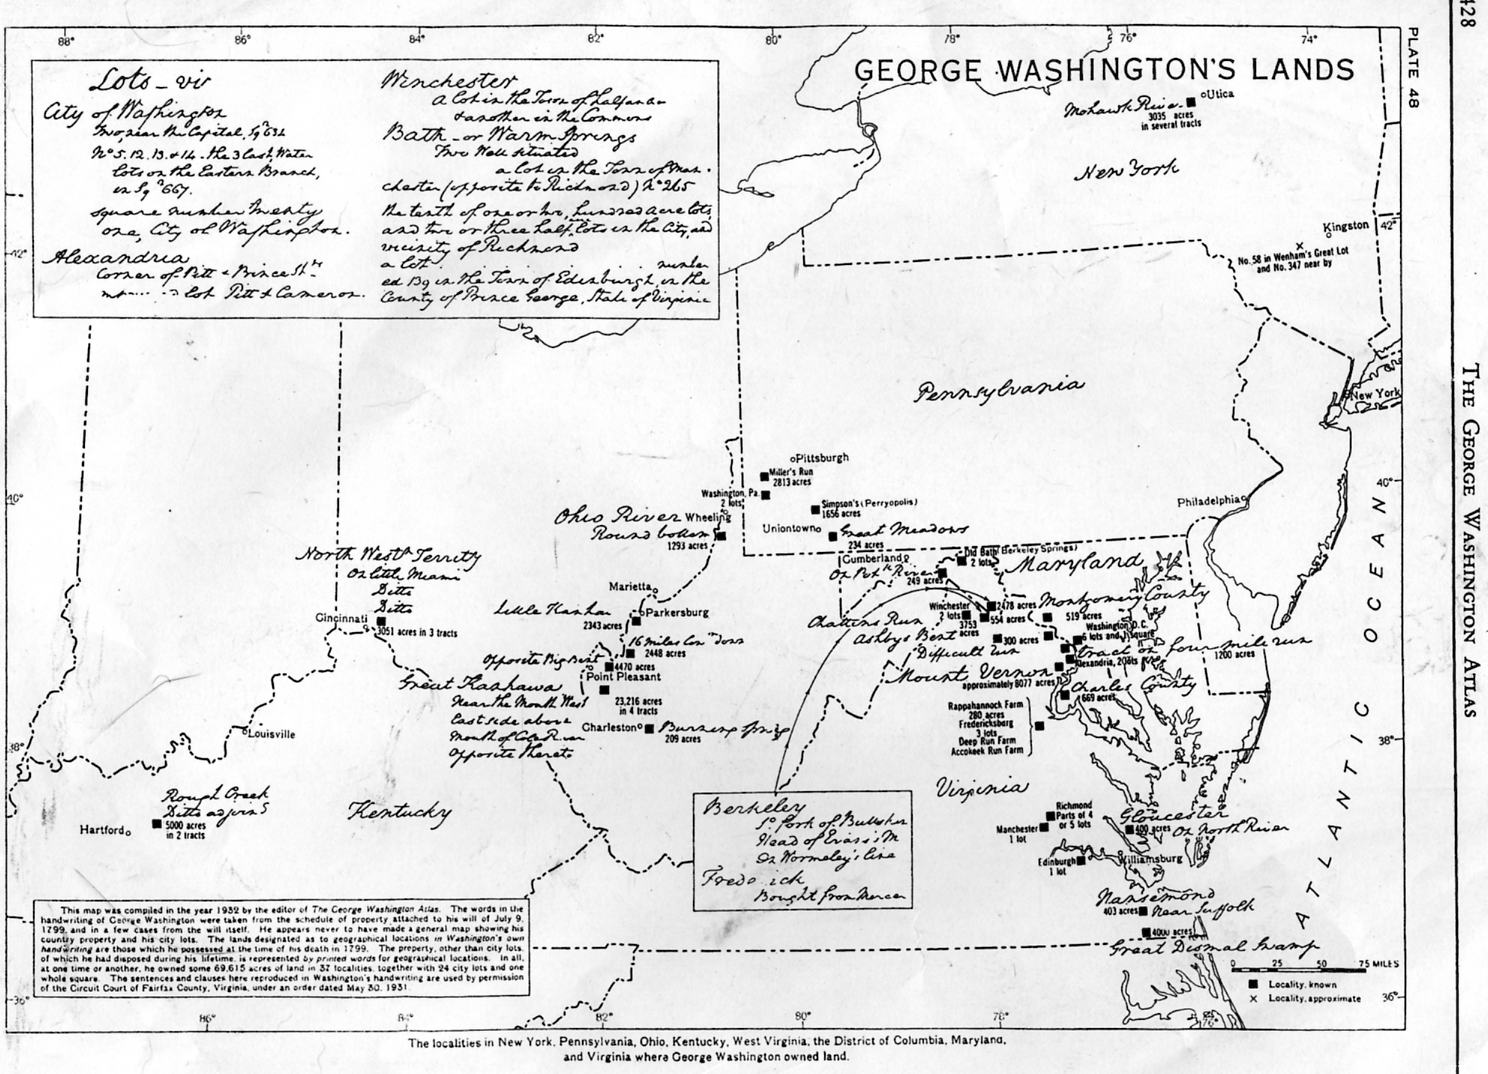 428
PLATE 48
THE GEORGE WASHINGTON ATLAS
88° 86° 84° 82° 80° 78° 76° 74°
GEORGE WASHINGTON'S LANDS
Lots - viz
City of Washington
Two, near the Capital, Sqr 634
No 5. 12. 13. & 14 - the 3 last, Water
lots on the Eastern Branch,
in Sqr 667.
square number twenty
one, City of Washington.
Alexandria
Corner of Pitt & Prince Strs
Lot Pitt & Cameron.
Winchester
A lot in the Town of half an a-
& another in the Commons
Bath - or Warm Springs
Two Well situated
a lot in the Town of Man-
chester (opposite to Richmond) No 265
the tenth of one or two, hundred acre lots,
and two or three half lots in the City, and
vicinity of Richmond
a lot number
ed 139 in the Town of Edinburgh, in the
County of Prince George, State of Virginia
Utica
Mohawk River
3035 acres
in several tracts
New York
Kingston
42°
42°
No. 58 in Wenham's Great Lot
and No. 347 near by
Pennsylvania
New York
Pittsburgh
Miller's Run
2813 acres
Washington, Pa.
2 lots
40°
40°
Simpson's (Perryopolis)
1656 acres
Philadelphia
Ohio River
Wheeling
Round bottom
1293 acres
Uniontown
Great Meadows
234 acres
North West Territy
On little Miami
Ditto
Ditto
Cincinnati
3051 acres in 3 tracts
Cumberland
Old Bath (Berkeley Springs)
2 lots
249 acres
Maryland
Marietta
Little Kanhawa
2343 acres
Parkersburg
16 miles lowr down
2448 acres
Opposite Big Bent
4470 acres
Point Pleasant
23,216 acres
in 4 tracts
Great Kanhawa
Near the Mouth West
East side above
Mouth of Cole River
Opposite thereto
Charleston
Burning Spring
209 acres
Winchester
2 lots
2478 acres
Montgomery County
519 acres
Chattins Run
3753
acres
554 acres
Ashby's Bent
300 acres
Difficult run
Washington, D.C.
6 lots and 1 square
tract on four mile run
1200 acres
Alexandria, 2 lots
Mount Vernon
approximately 8077 acres
Charles County
669 acres
Rappahannock Farm
280 acres
Fredericksburg
3 lots
Deep Run Farm
Accokeek Run Farm
ATLANTIC OCEAN
38°
38°
Louisville
Rough Creek
Ditto adjoing
5000 acres
in 2 tracts
Hartford
Kentucky
Virginia
Berkeley
So fork of Bullskin
Head of Evans's M
On Wormeley's line
Frederick
Bought from Mercer
Richmond
Parts of 4
or 5 lots
Manchester
1 lot
Gloucester
400 acres On North River
Edinburgh
1 lot
Williamsburg
Nansemond
403 acres Near Suffolk
4000 acres
Great Dismal Swamp
This map was compiled in the year 1932 by the editor of The George Washington Atlas. The words in the
handwriting of George Washington were taken from the schedule of property attached to his will of July 9,
1799, and in a few cases from the will itself. He appears never to have made a general map showing his
country property and his city lots. The lands designated as to geographical locations in Washington's own
handwriting are those which he possessed at the time of his death in 1799. The property, other than city lots,
of which he had disposed during his lifetime, is represented by printed words for geographical locations. In all,
at one time or another, he owned some 69,615 acres of land in 37 localities, together with 24 city lots and one
whole square. The sentences and clauses here reproduced in Washington's handwriting are used by permission
of the Circuit Court of Fairfax County, Virginia, under an order dated May 30, 1931.
0 25 50 75 MILES
Locality, known
Locality, approximate
36°
36°
86° 84° 82° 80° 78° 76°
The localities in New York, Pennsylvania, Ohio, Kentucky, West Virginia, the District of Columbia, Maryland,
and Virginia where George Washington owned land.